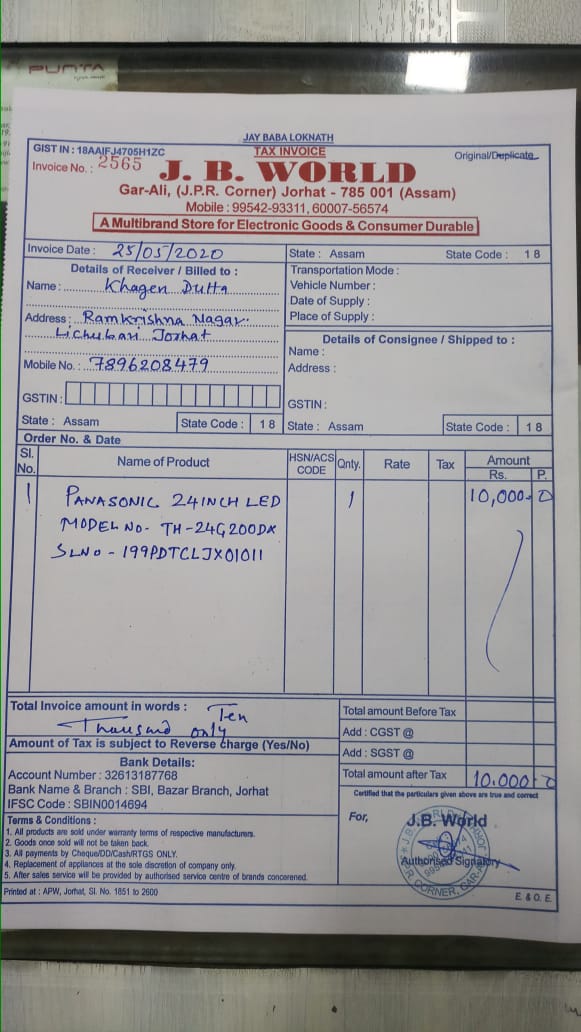 PUNTA
JAY BABA LOKNATH
GIST IN : 18AAIFJ4705H1ZC
TAX INVOICE
Original/Duplicate
Invoice No. : 2565
J. B. WORLD
Gar-Ali, (J.P.R. Corner) Jorhat - 785 001 (Assam)
Mobile : 99542-93311, 60007-56574
A Multibrand Store for Electronic Goods & Consumer Durable
Invoice Date : 25/05/2020
State : Assam State Code : 1 8
Details of Receiver / Billed to :
Transportation Mode :
Name : Khagen Dutta
Vehicle Number :
Date of Supply :
Address : Ramkrishna Nagar
Place of Supply :
Lichubari Jorhat
Details of Consignee / Shipped to :
Name :
Mobile No. : 7896208479
Address :
GSTIN :
GSTIN :
State : Assam State Code : 1 8
State : Assam State Code : 1 8
Order No. & Date
Sl. No. Name of Product HSN/ACS CODE Qnty. Rate Tax Amount Rs. P.
1 PANASONIC 24INCH LED 1 10,000-0
MODEL NO- TH-24G200DX
SLNO - 199PDTCLJX01011
Total Invoice amount in words : Ten
Thousand only
Total amount Before Tax
Add : CGST @
Amount of Tax is subject to Reverse charge (Yes/No)
Add : SGST @
Bank Details:
Account Number : 32613187768
Total amount after Tax 10,000-0
Bank Name & Branch : SBI, Bazar Branch, Jorhat
Certified that the particulars given above are true and correct
IFSC Code : SBIN0014694
For, J.B. World
Terms & Conditions :
1. All products are sold under warranty terms of respective manufacturers.
2. Goods once sold will not be taken back.
3. All payments by Cheque/DD/Cash/RTGS ONLY.
4. Replacement of appliances at the sole discretion of company only.
5. After sales service will be provided by authorised service centre of brands concerened.
Authorised Signatory
Printed at : APW, Jorhat, Sl. No. 1851 to 2600
E. & O. E.